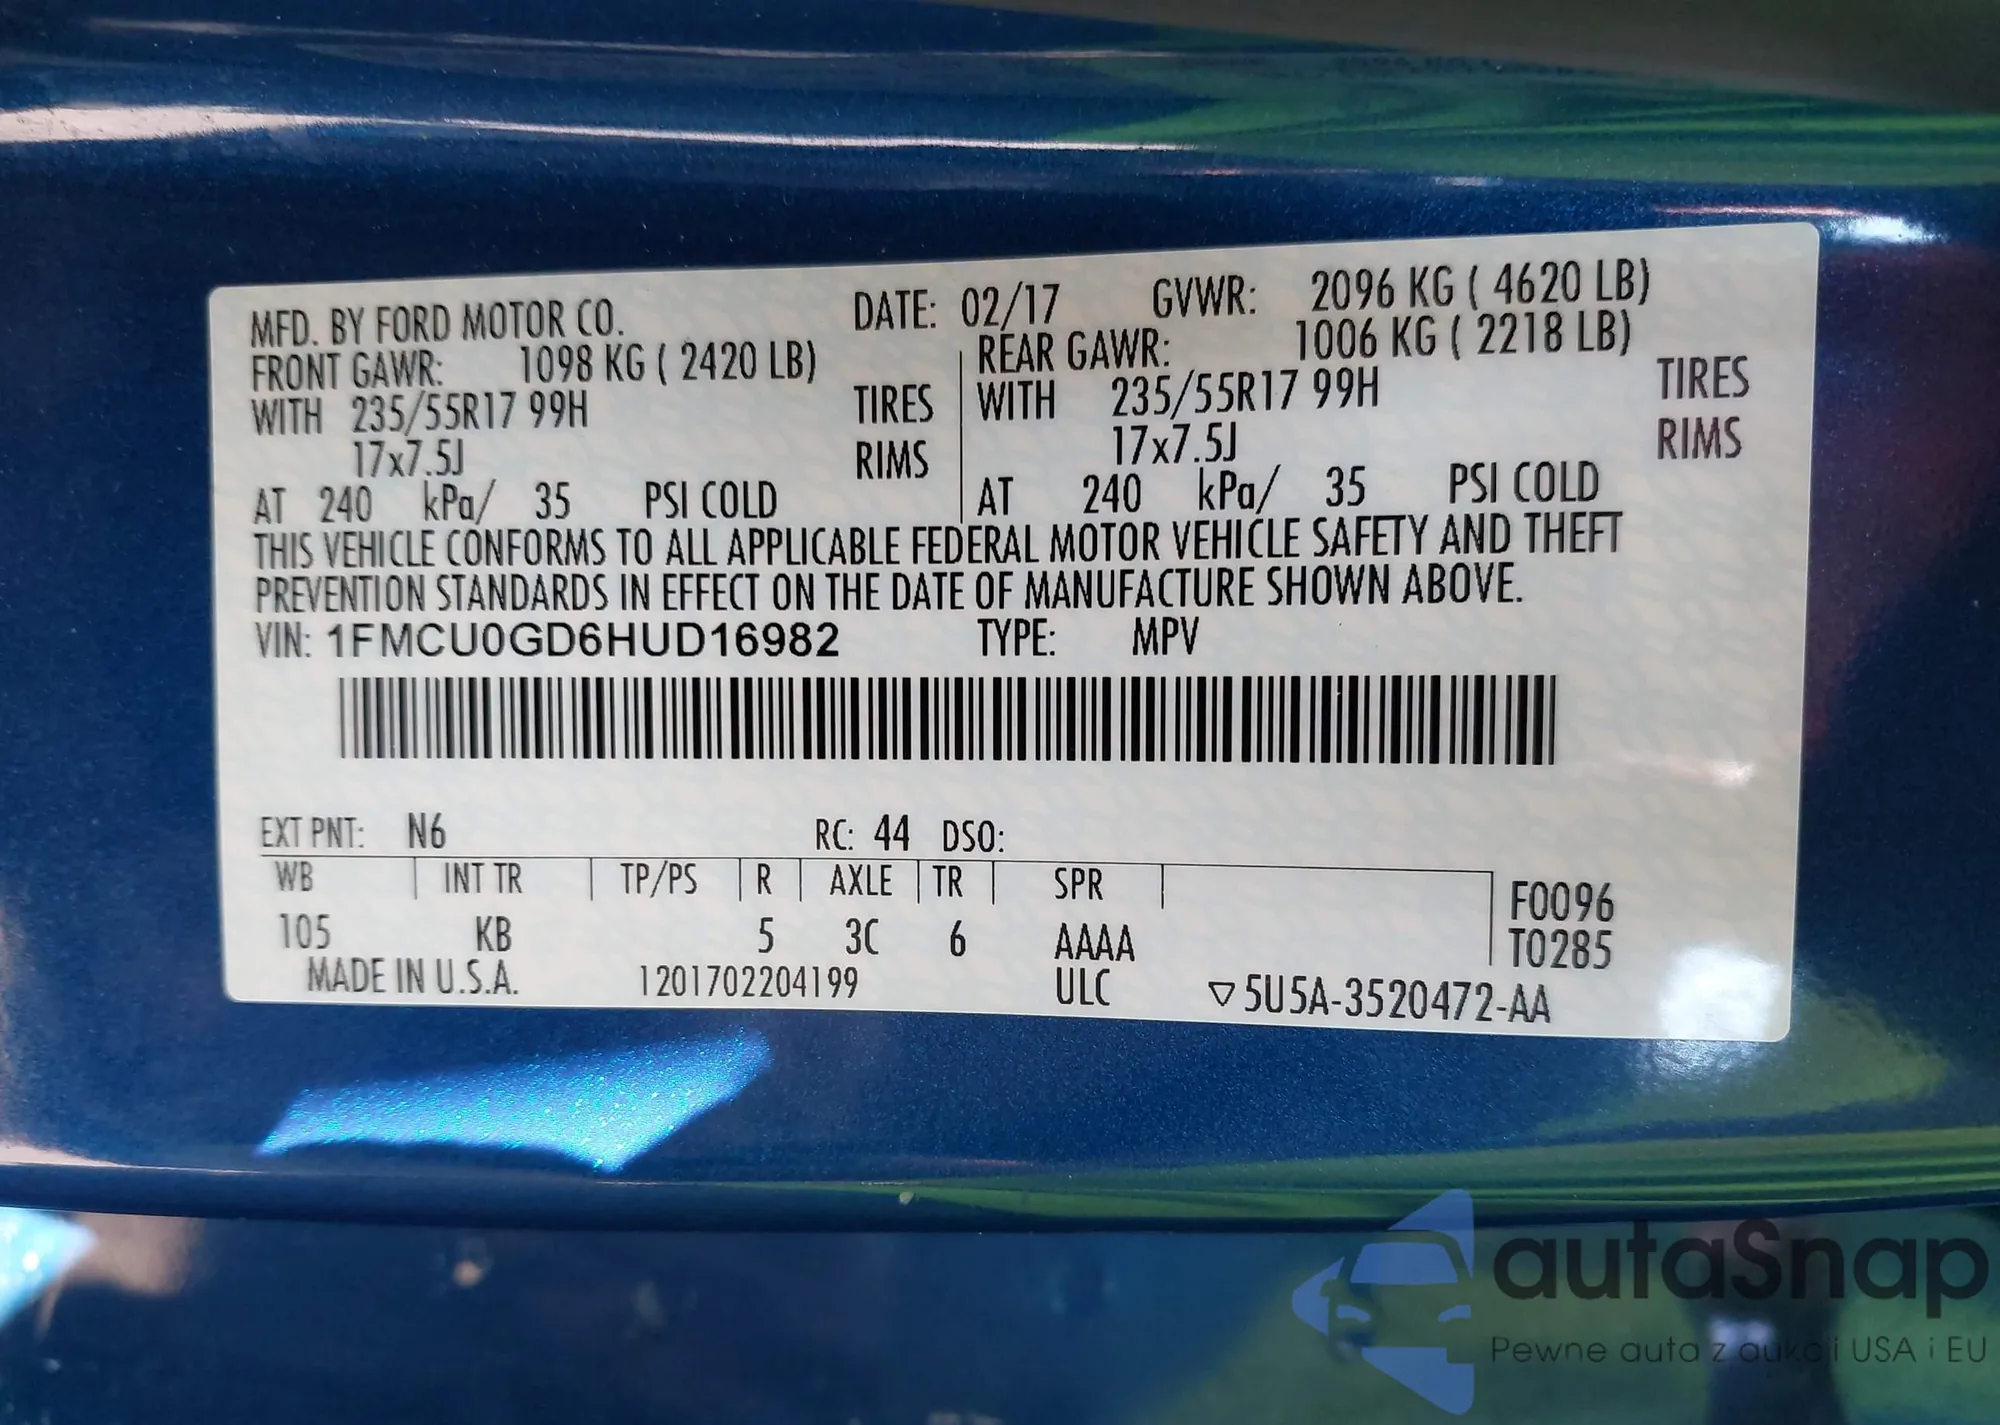 MFD. BY FORD MOTOR CO. DATE: 02/17 GVWR: 2096 KG ( 4620 LB)
FRONT GAWR: 1098 KG ( 2420 LB) REAR GAWR: 1006 KG ( 2218 LB)
WITH 235/55R17 99H TIRES WITH 235/55R17 99H TIRES
17x7.5J RIMS 17x7.5J RIMS
AT 240 kPa/ 35 PSI COLD AT 240 kPa/ 35 PSI COLD
THIS VEHICLE CONFORMS TO ALL APPLICABLE FEDERAL MOTOR VEHICLE SAFETY AND THEFT
PREVENTION STANDARDS IN EFFECT ON THE DATE OF MANUFACTURE SHOWN ABOVE.
VIN: 1FMCU0GD6HUD16982 TYPE: MPV
EXT PNT: N6 RC: 44 DSO:
WB INT TR TP/PS R AXLE TR SPR F0096
105 KB 5 3C 6 AAAA T0285
MADE IN U.S.A. 1201702204199 ULC ▽5U5A-3520472-AA
autaSnap
Pewne auta z aukcji USA i EU